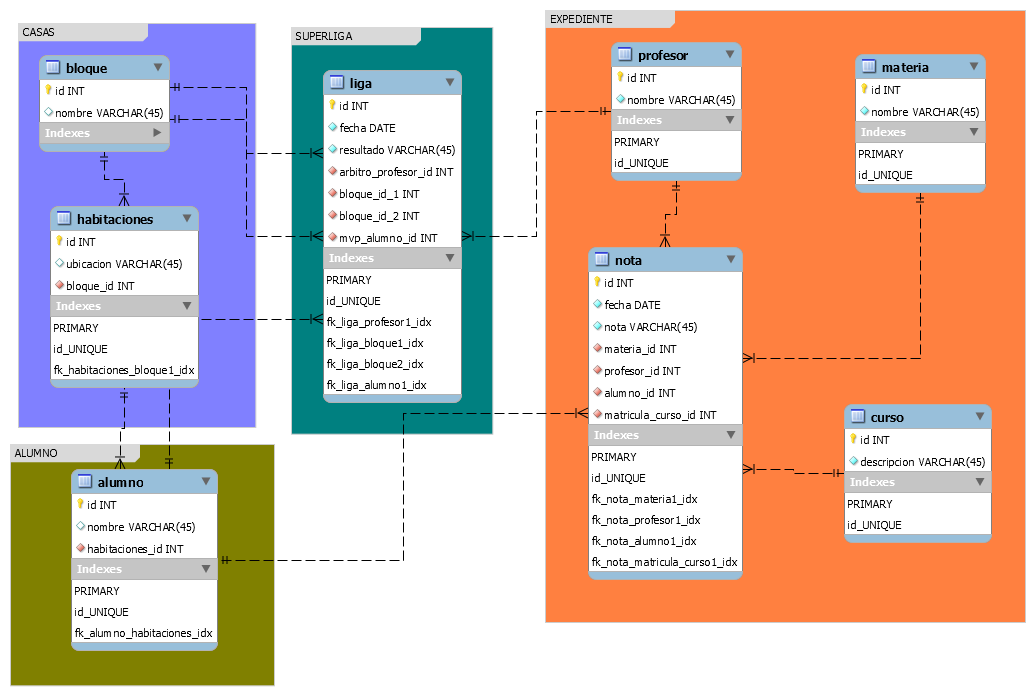 CASAS
bloque
id INT
nombre VARCHAR(45)
Indexes
habitaciones
id INT
ubicacion VARCHAR(45)
bloque_id INT
Indexes
PRIMARY
id_UNIQUE
fk_habitaciones_bloque1_idx
ALUMNO
alumno
id INT
nombre VARCHAR(45)
habitaciones_id INT
Indexes
PRIMARY
id_UNIQUE
fk_alumno_habitaciones_idx
SUPERLIGA
liga
id INT
fecha DATE
resultado VARCHAR(45)
arbitro_profesor_id INT
bloque_id_1 INT
bloque_id_2 INT
mvp_alumno_id INT
Indexes
PRIMARY
id_UNIQUE
fk_liga_profesor1_idx
fk_liga_bloque1_idx
fk_liga_bloque2_idx
fk_liga_alumno1_idx
EXPEDIENTE
profesor
id INT
nombre VARCHAR(45)
Indexes
PRIMARY
id_UNIQUE
materia
id INT
nombre VARCHAR(45)
Indexes
PRIMARY
id_UNIQUE
nota
id INT
fecha DATE
nota VARCHAR(45)
materia_id INT
profesor_id INT
alumno_id INT
matricula_curso_id INT
Indexes
PRIMARY
id_UNIQUE
fk_nota_materia1_idx
fk_nota_profesor1_idx
fk_nota_alumno1_idx
fk_nota_matricula_curso1_idx
curso
id INT
descripcion VARCHAR(45)
Indexes
PRIMARY
id_UNIQUE